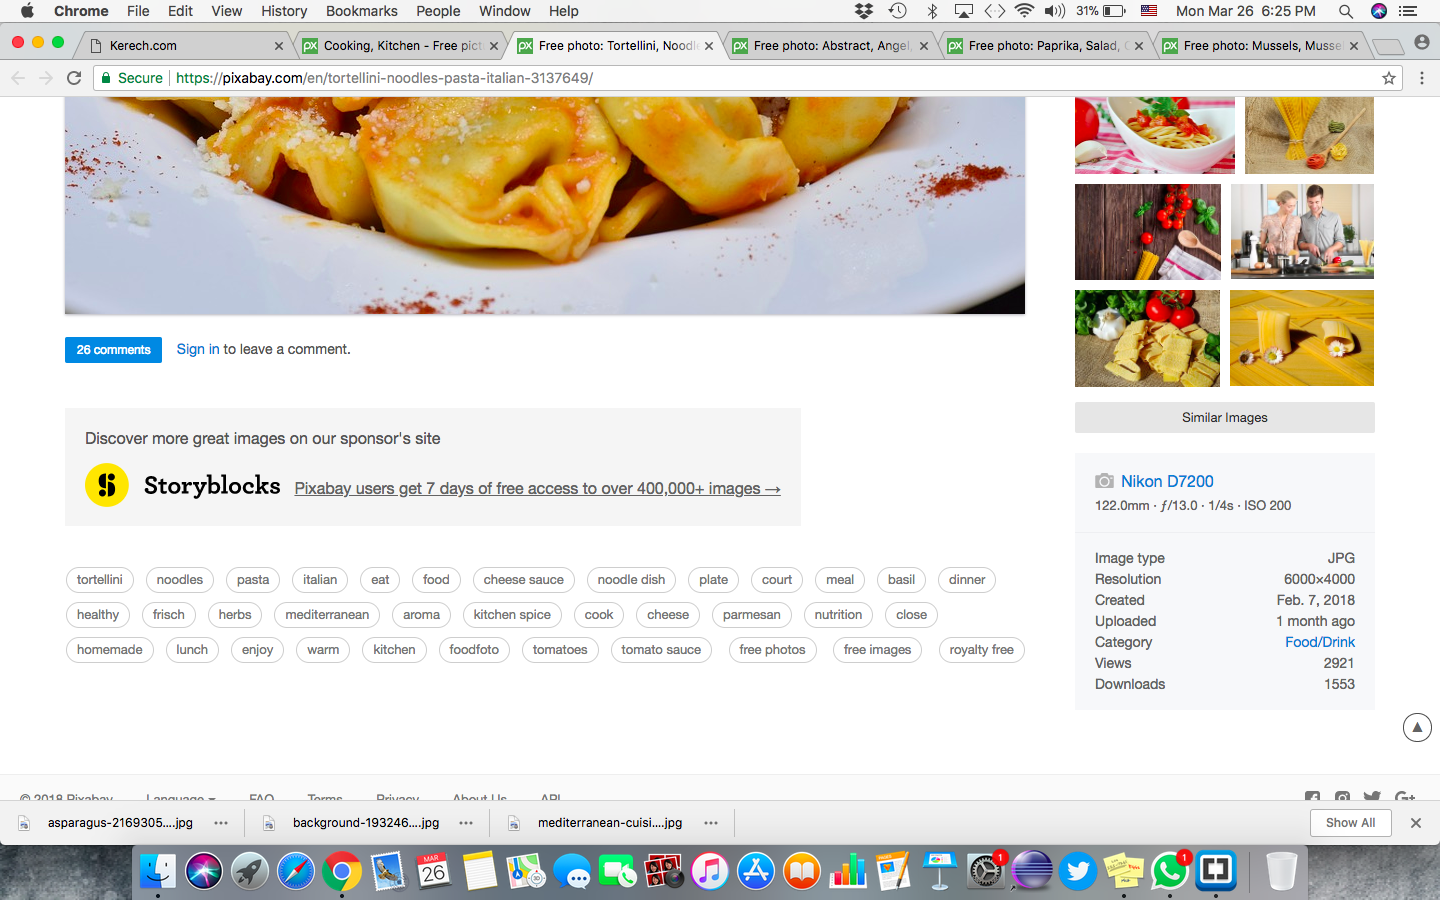 Chrome File Edit View History Bookmarks People Window Help 31% Mon Mar 26 6:25 PM
Kerech.com Cooking, Kitchen - Free pict Free photo: Tortellini, Noodl Free photo: Abstract, Angel, Free photo: Paprika, Salad, Free photo: Mussels, Musse
Secure https://pixabay.com/en/tortellini-noodles-pasta-italian-3137649/
26 comments Sign in to leave a comment.
Discover more great images on our sponsor's site
Storyblocks Pixabay users get 7 days of free access to over 400,000+ images →
tortellini noodles pasta italian eat food cheese sauce noodle dish plate court meal basil dinner
healthy frisch herbs mediterranean aroma kitchen spice cook cheese parmesan nutrition close
homemade lunch enjoy warm kitchen foodfoto tomatoes tomato sauce free photos free images royalty free
Similar Images
Nikon D7200
122.0mm · ƒ/13.0 · 1/4s · ISO 200
Image type JPG
Resolution 6000×4000
Created Feb. 7, 2018
Uploaded 1 month ago
Category Food/Drink
Views 2921
Downloads 1553
© 2018 Pixabay Language FAQ Terms Privacy About Us API
asparagus-2169305....jpg background-193246....jpg mediterranean-cuisi....jpg Show All
MAR
26
1
1